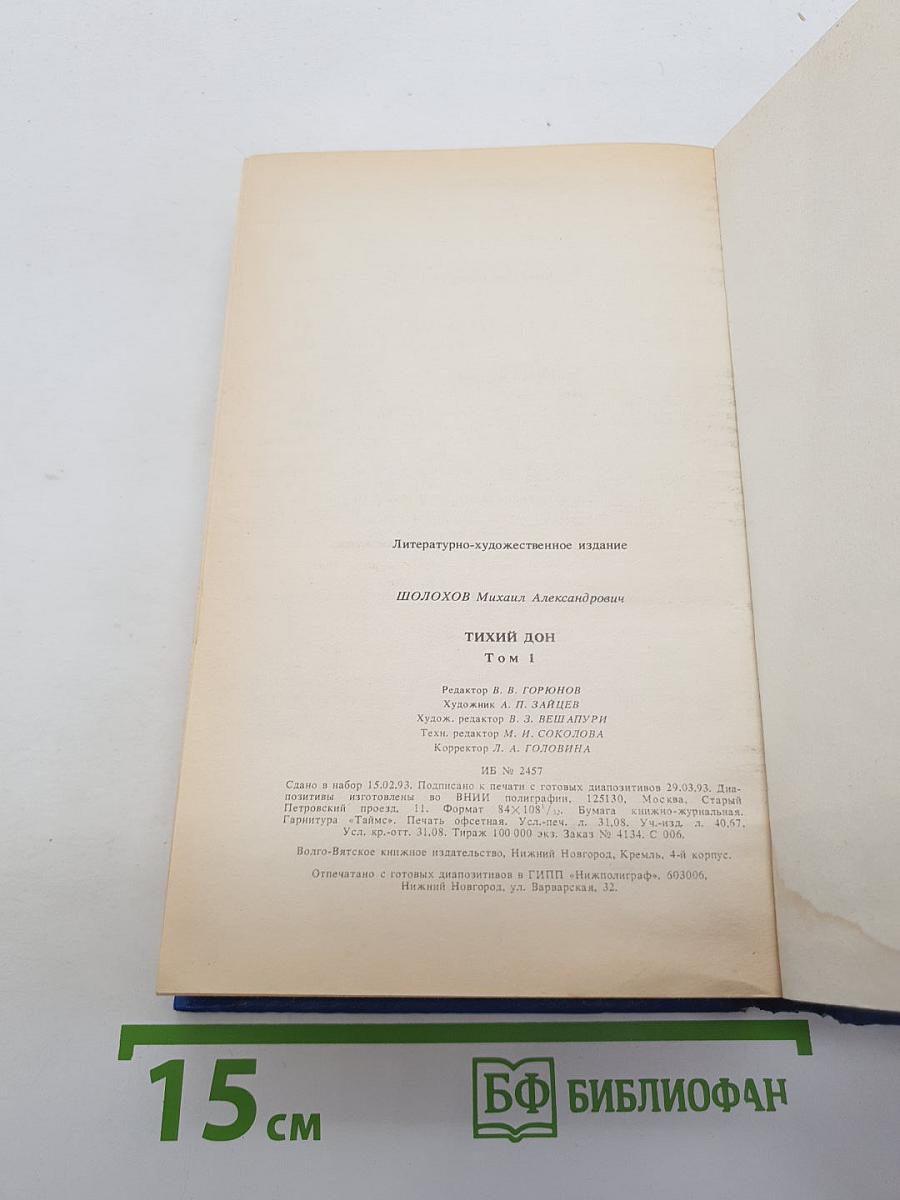 Литературно-художественное издание
ШОЛОХОВ Михаил Александрович
ТИХИЙ ДОН
Том 1
Редактор В. В. ГОРЮНОВ
Художник А. П. ЗАЙЦЕВ
Худож. редактор В. З. ВЕШАПУРИ
Техн. редактор М. И. СОКОЛОВА
Корректор Л. А. ГОЛОВИНА
ИБ № 2457
Сдано в набор 15.02.93. Подписано к печати с готовых диапозитивов 29.03.93. Диа-
позитивы изготовлены во ВНИИ полиграфии, 125130, Москва, Старый
Петровский проезд, 11. Формат 84×108¹/₃₂. Бумага книжно-журнальная.
Гарнитура «Таймс». Печать офсетная. Усл.-печ. л. 31,08. Уч.-изд. л. 40,67.
Усл. кр.-отт. 31,08. Тираж 100 000 экз. Заказ № 4134. С 006.
Волго-Вятское книжное издательство, Нижний Новгород, Кремль, 4-й корпус.
Отпечатано с готовых диапозитивов в ГИПП «Нижполиграф», 603006,
Нижний Новгород, ул. Варварская, 32.
15 см
БФ БИБЛИОФАН